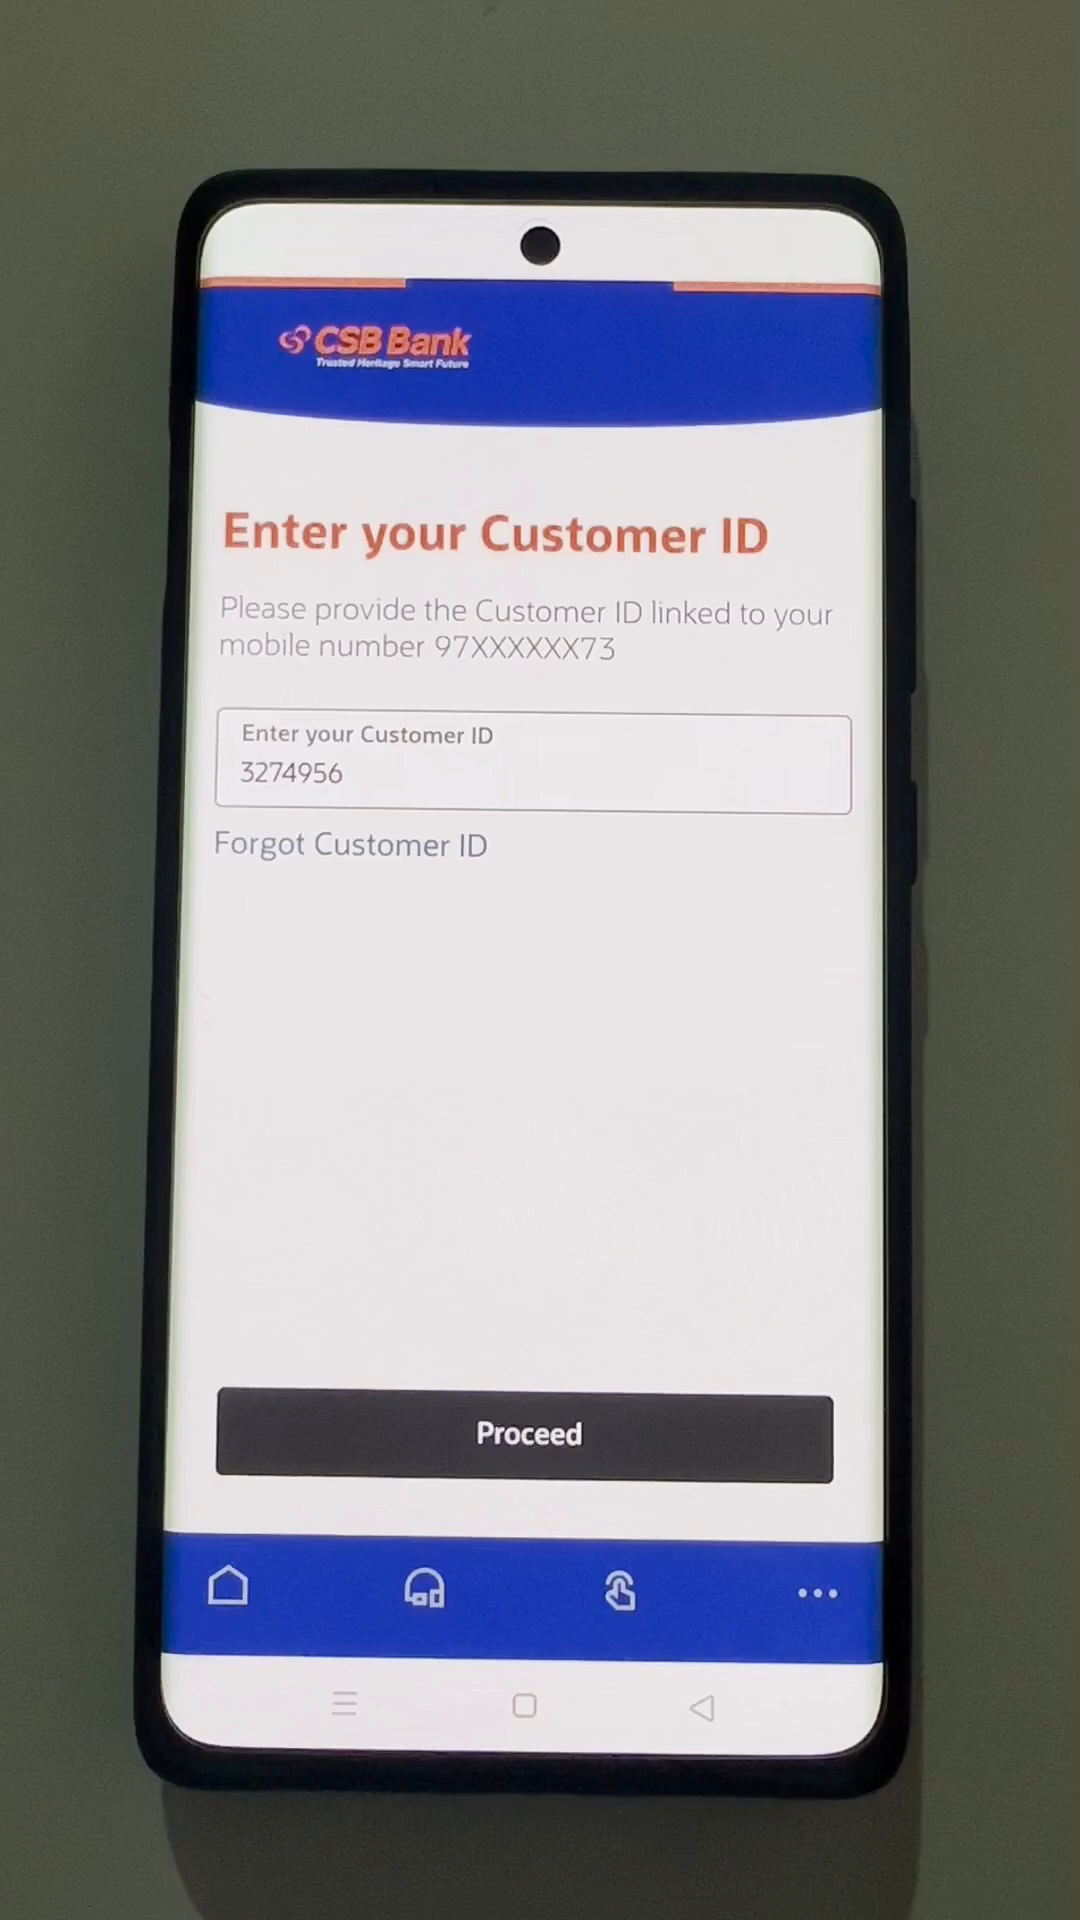 CSB Bank
Trusted Heritage Smart Future
Enter your Customer ID
Please provide the Customer ID linked to your
mobile number 97XXXXXX73
Enter your Customer ID
3274956
Forgot Customer ID
Proceed